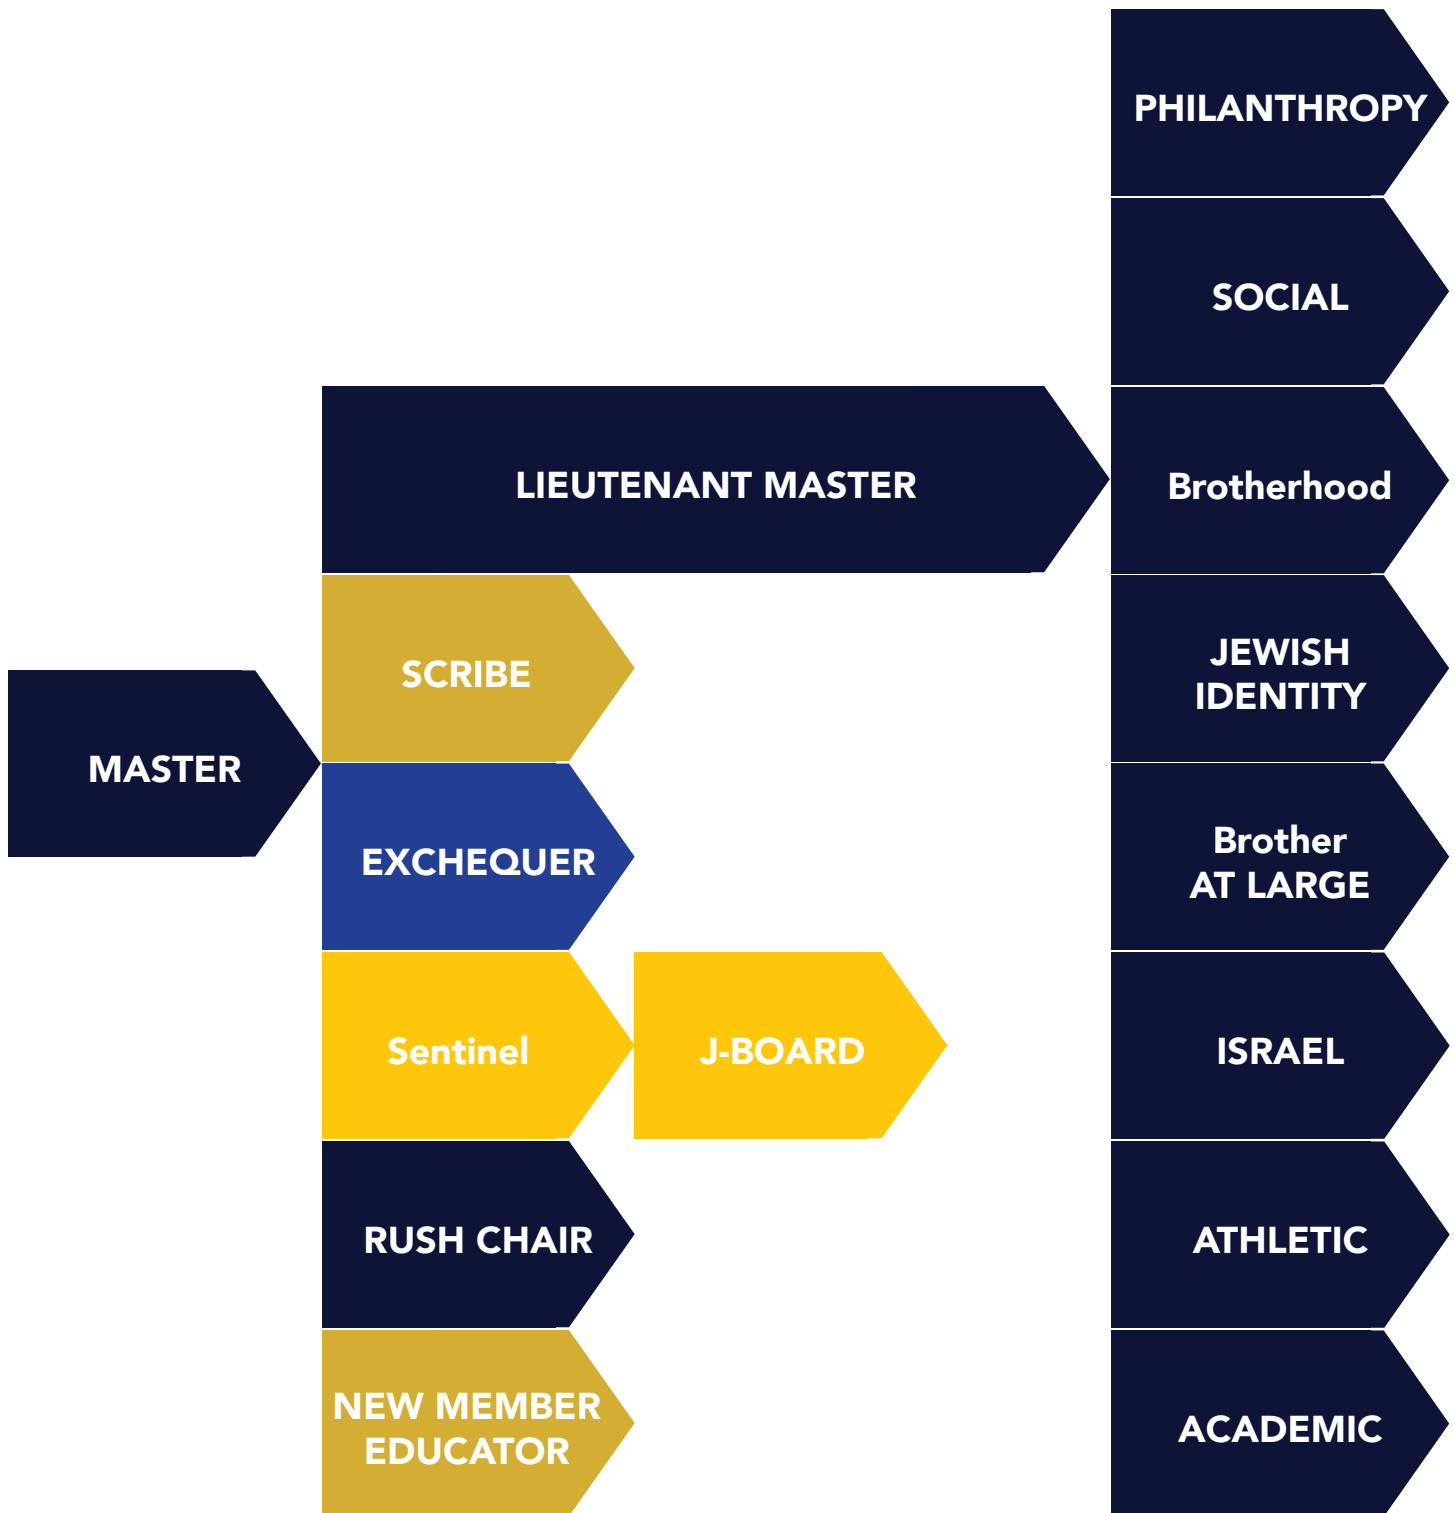 MASTER
LIEUTENANT MASTER
SCRIBE
EXCHEQUER
Sentinel
J-BOARD
RUSH CHAIR
NEW MEMBER
EDUCATOR
PHILANTHROPY
SOCIAL
Brotherhood
JEWISH
IDENTITY
Brother
AT LARGE
ISRAEL
ATHLETIC
ACADEMIC